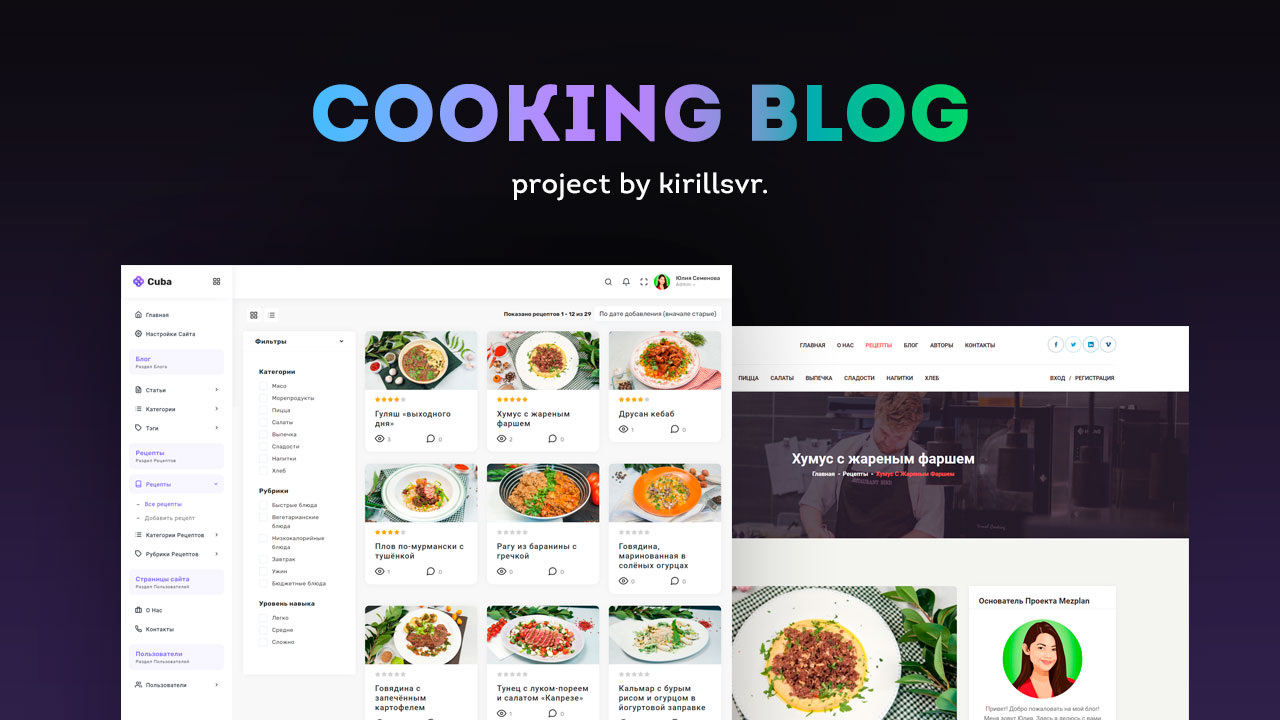 COOKING BLOG
project by kirillsvr.
Cuba
Главная
Настройки Сайта
Блог
Раздел Блога
Статьи
Категории
Тэги
Рецепты
Раздел Рецептов
Рецепты
Все рецепты
Добавить рецепт
Категории Рецептов
Рубрики Рецептов
Страницы сайта
Раздел Пользователей
О Нас
Контакты
Пользователи
Раздел Пользователей
Пользователи
Юлия Семенова
Admin
Показано рецептов 1 - 12 из 29
По дате добавления (вначале старые)
Фильтры
Категории
Мясо
Морепродукты
Пицца
Салаты
Выпечка
Сладости
Напитки
Хлеб
Рубрики
Быстрые блюда
Вегетарианские
блюда
Низкокалорийные
блюда
Завтрак
Ужин
Бюджетные блюда
Уровень навыка
Легко
Средне
Сложно
Гуляш «выходного
дня»
3 0
Хумус с жареным
фаршем
2 0
Друсан кебаб
1 0
Плов по-мурмански с
тушёнкой
1 0
Рагу из баранины с
гречкой
0 0
Говядина,
маринованная в
солёных огурцах
0 0
Говядина с
запечённым
картофелем
Тунец с луком-пореем
и салатом «Капрезе»
1 0
Кальмар с бурым
рисом и огурцом в
йогуртовой заправке
ГЛАВНАЯ О НАС РЕЦЕПТЫ БЛОГ АВТОРЫ КОНТАКТЫ
ПИЦЦА САЛАТЫ ВЫПЕЧКА СЛАДОСТИ НАПИТКИ ХЛЕБ
ВХОД / РЕГИСТРАЦИЯ
Хумус с жареным фаршем
Главная Рецепты Хумус С Жареным Фаршем
Основатель Проекта Mezplan
Привет! Добро пожаловать на мой блог!
Меня зовут Юлия. Здесь я делюсь с вами